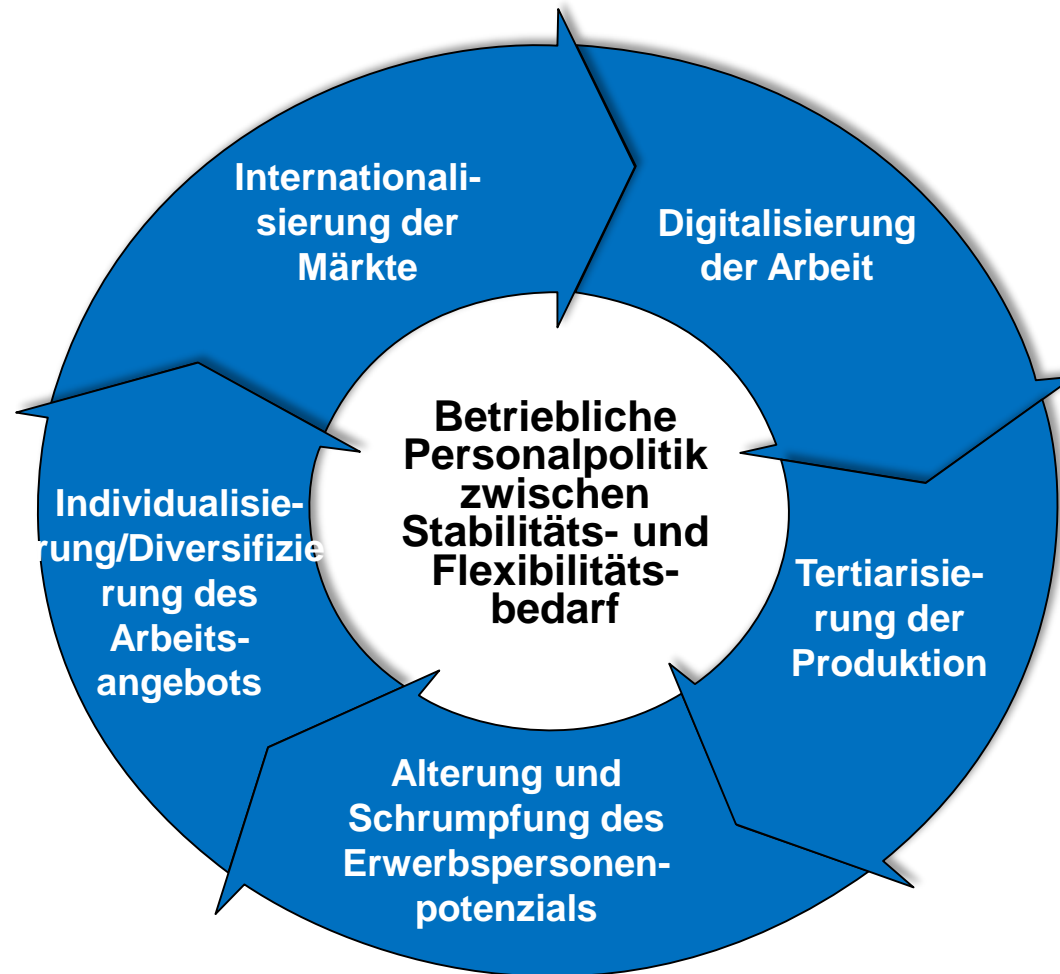 Internationali-
sierung der
Märkte
Digitalisierung
der Arbeit
Betriebliche
Personalpolitik
zwischen
Stabilitäts- und
Flexibilitäts-
bedarf
Individualisie-
rung/Diversifizie
rung des
Arbeits-
angebots
Tertiarisie-
rung der
Produktion
Alterung und
Schrumpfung des
Erwerbspersonen-
potenzials